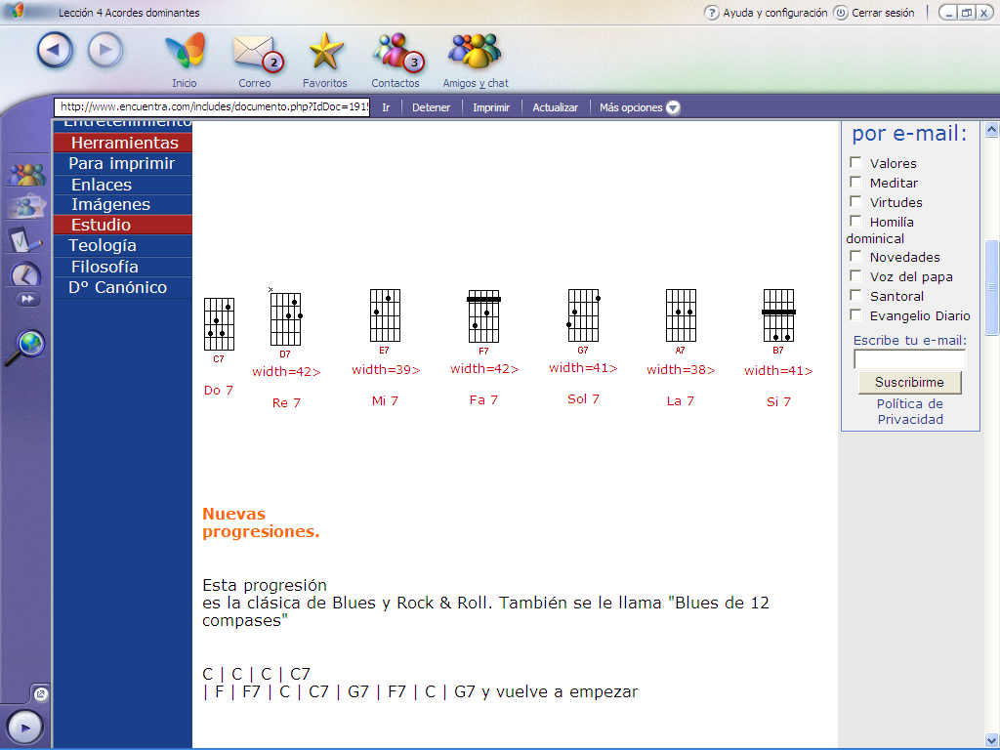 Lección 4 Acordes dominantes
? Ayuda y configuración Cerrar sesión
2
3
Inicio Correo Favoritos Contactos Amigos y chat
http://www.encuentra.com/includes/documento.php?IdDoc=1915 Ir Detener Imprimir Actualizar Más opciones
Entretenimiento
Herramientas
Para imprimir
Enlaces
Imágenes
Estudio
Teología
Filosofía
D° Canónico
C7
Do 7
x
D7
width=42>
Re 7
E7
width=39>
Mi 7
F7
width=42>
Fa 7
G7
width=41>
Sol 7
A7
width=38>
La 7
B7
width=41>
Si 7
Nuevas
progresiones.
Esta progresión
es la clásica de Blues y Rock & Roll. También se le llama "Blues de 12
compases"
C | C | C | C7
| F | F7 | C | C7 | G7 | F7 | C | G7 y vuelve a empezar
por e-mail:
Valores
Meditar
Virtudes
Homilía
dominical
Novedades
Voz del papa
Santoral
Evangelio Diario
Escribe tu e-mail:
Suscribirme
Política de
Privacidad